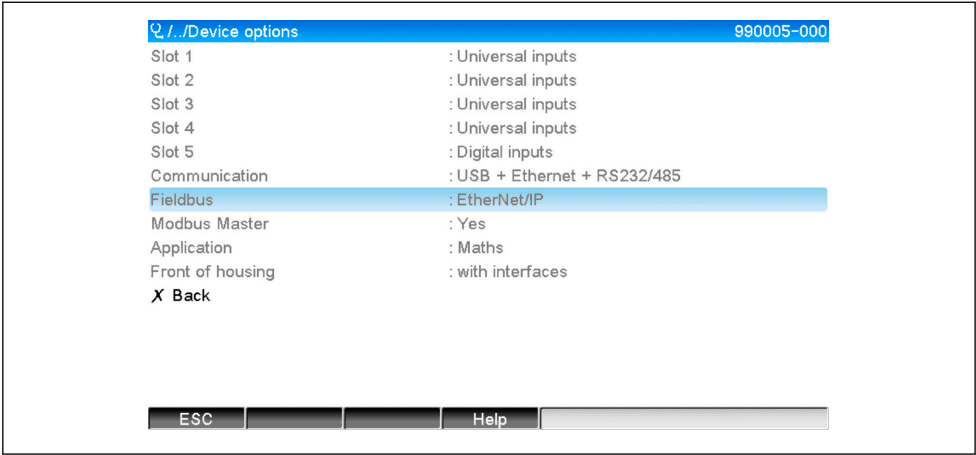 /../Device options 990005-000
Slot 1 : Universal inputs
Slot 2 : Universal inputs
Slot 3 : Universal inputs
Slot 4 : Universal inputs
Slot 5 : Digital inputs
Communication : USB + Ethernet + RS232/485
Fieldbus : EtherNet/IP
Modbus Master : Yes
Application : Maths
Front of housing : with interfaces
X Back
ESC Help